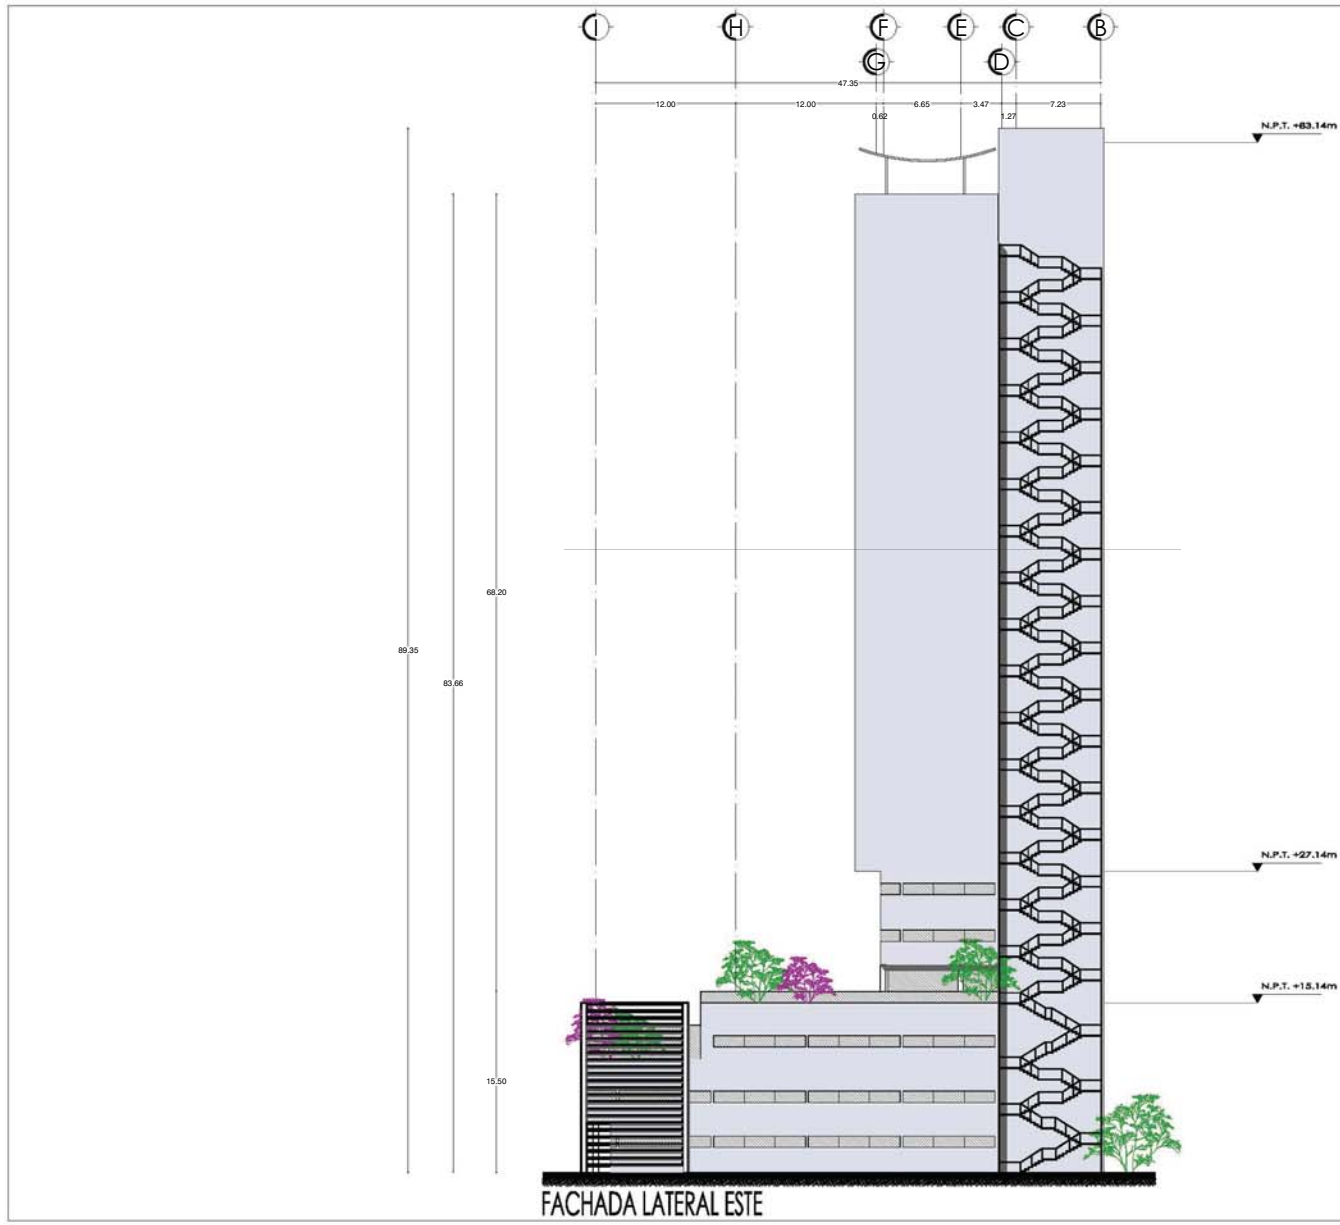 I H F E C B
G D
47.35
12.00 12.00 6.65 3.47 7.23
0.62 1.27
N.P.T. +63.14m
68.20
89.35
83.66
N.P.T. +27.14m
N.P.T. +15.14m
15.50
FACHADA LATERAL ESTE